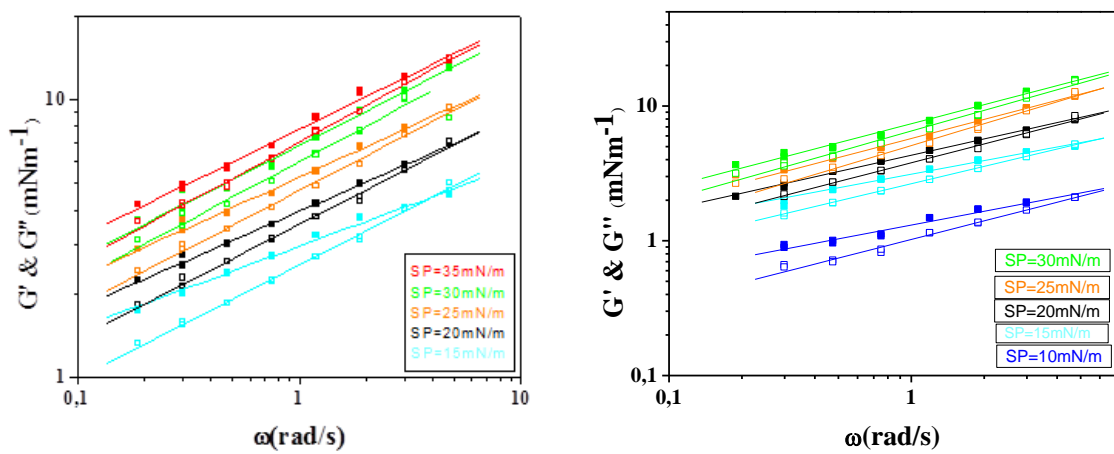 G' & G'' (mNm-1)
10
1
0,1
1
10
ω(rad/s)
SP=35mN/m
SP=30mN/m
SP=25mN/m
SP=20mN/m
SP=15mN/m
G' & G'' (mNm-1)
10
1
0,1
0,1
1
ω(rad/s)
SP=30mN/m
SP=25mN/m
SP=20mN/m
SP=15mN/m
SP=10mN/m